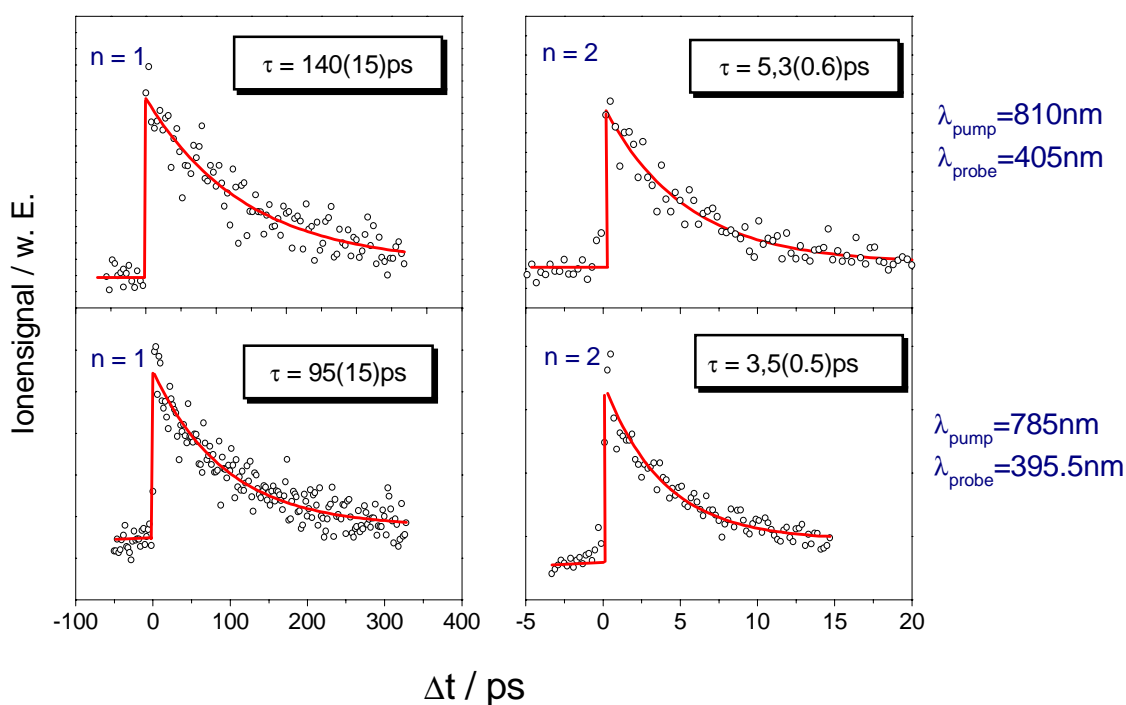 n = 1
τ = 140(15)ps
n = 2
τ = 5,3(0.6)ps
λpump=810nm
λprobe=405nm
Ionensignal / w. E.
n = 1
τ = 95(15)ps
n = 2
τ = 3,5(0.5)ps
λpump=785nm
λprobe=395.5nm
-100 0 100 200 300 400
-5 0 5 10 15 20
Δt / ps